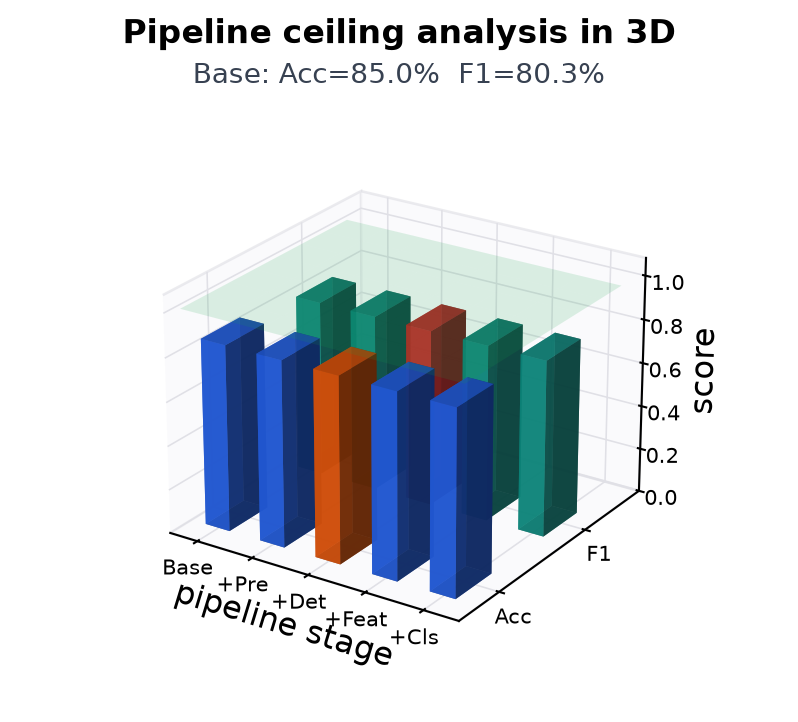 Pipeline ceiling analysis in 3D
Base: Acc=85.0%  F1=80.3%
1.0
0.8
0.6
0.4
0.2
0.0
score
F1
Acc
Base
+Pre
+Det
+Feat
+Cls
pipeline stage